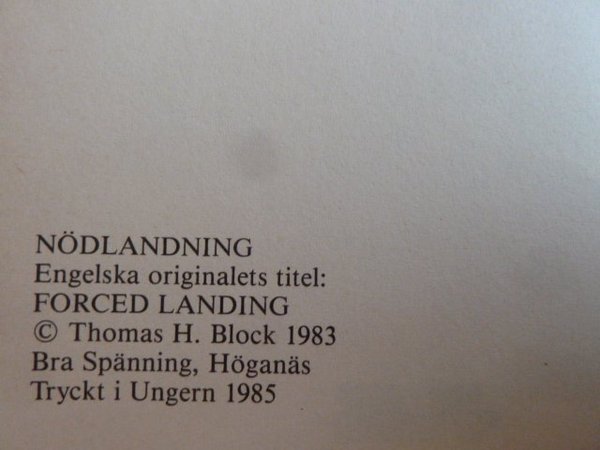 NÖDLANDNING
Engelska originalets titel:
FORCED LANDING
© Thomas H. Block 1983
Bra Spänning, Höganäs
Tryckt i Ungern 1985